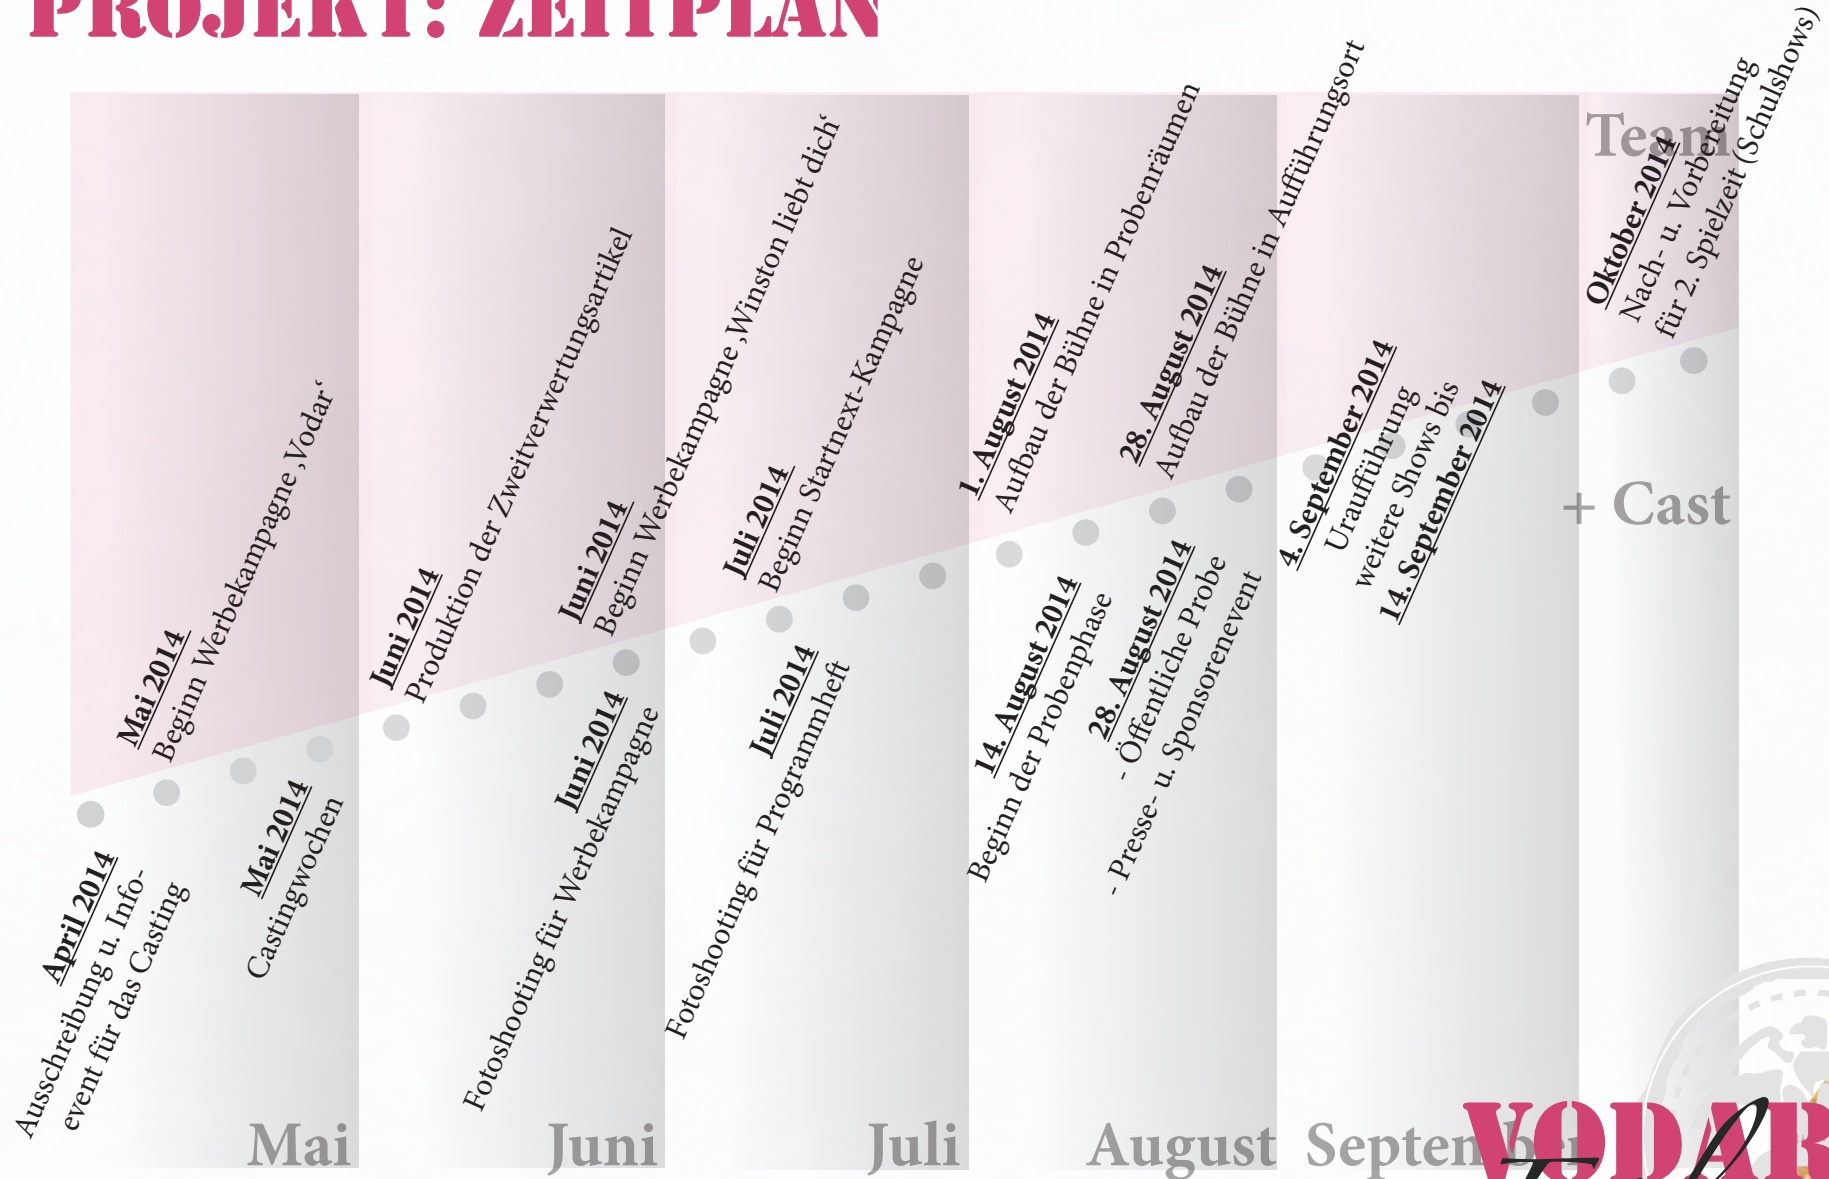 PROJEKT: ZEITPLAN
Team
Mai 2014
Beginn Werbekampagne ‚Vodar‘
Juni 2014
Produktion der Zweitverwertungsartikel
Juni 2014
Beginn Werbekampagne ‚Winston liebt dich‘
Juli 2014
Beginn Startnext-Kampagne
1. August 2014
Aufbau der Bühne in Probenräumen
28. August 2014
Aufbau der Bühne in Aufführungsort
4. September 2014
Uraufführung
weitere Shows bis
14. September 2014
Oktober 2014
Nach- u. Vorbereitung
für 2. Spielzeit (Schulshows)
+ Cast
April 2014
Ausschreibung u. Info-
event für das Casting
Mai 2014
Castingwochen
Juni 2014
Fotoshooting für Werbekampagne
Juli 2014
Fotoshooting für Programmheft
14. August 2014
Beginn der Probenphase
28. August 2014
- Öffentliche Probe
- Presse- u. Sponsorenevent
Mai
Juni
Juli
August
September
VODAR